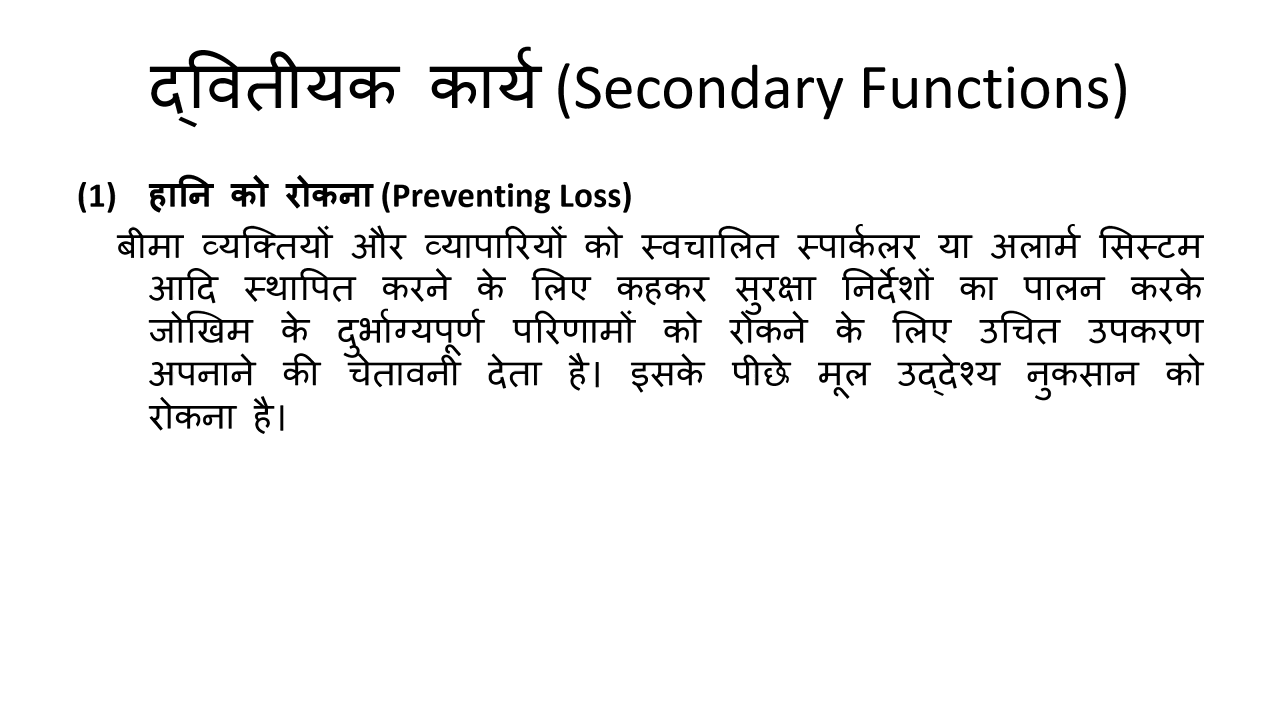 द्वितीयक कार्य (Secondary Functions)
(1) हानि को रोकना (Preventing Loss)
बीमा व्यक्तियों और व्यापारियों को स्वचालित स्पार्कलर या अलार्म सिस्टम
आदि स्थापित करने के लिए कहकर सुरक्षा निर्देशों का पालन करके
जोखिम के दुर्भाग्यपूर्ण परिणामों को रोकने के लिए उचित उपकरण
अपनाने की चेतावनी देता है। इसके पीछे मूल उद्देश्य नुकसान को
रोकना है।